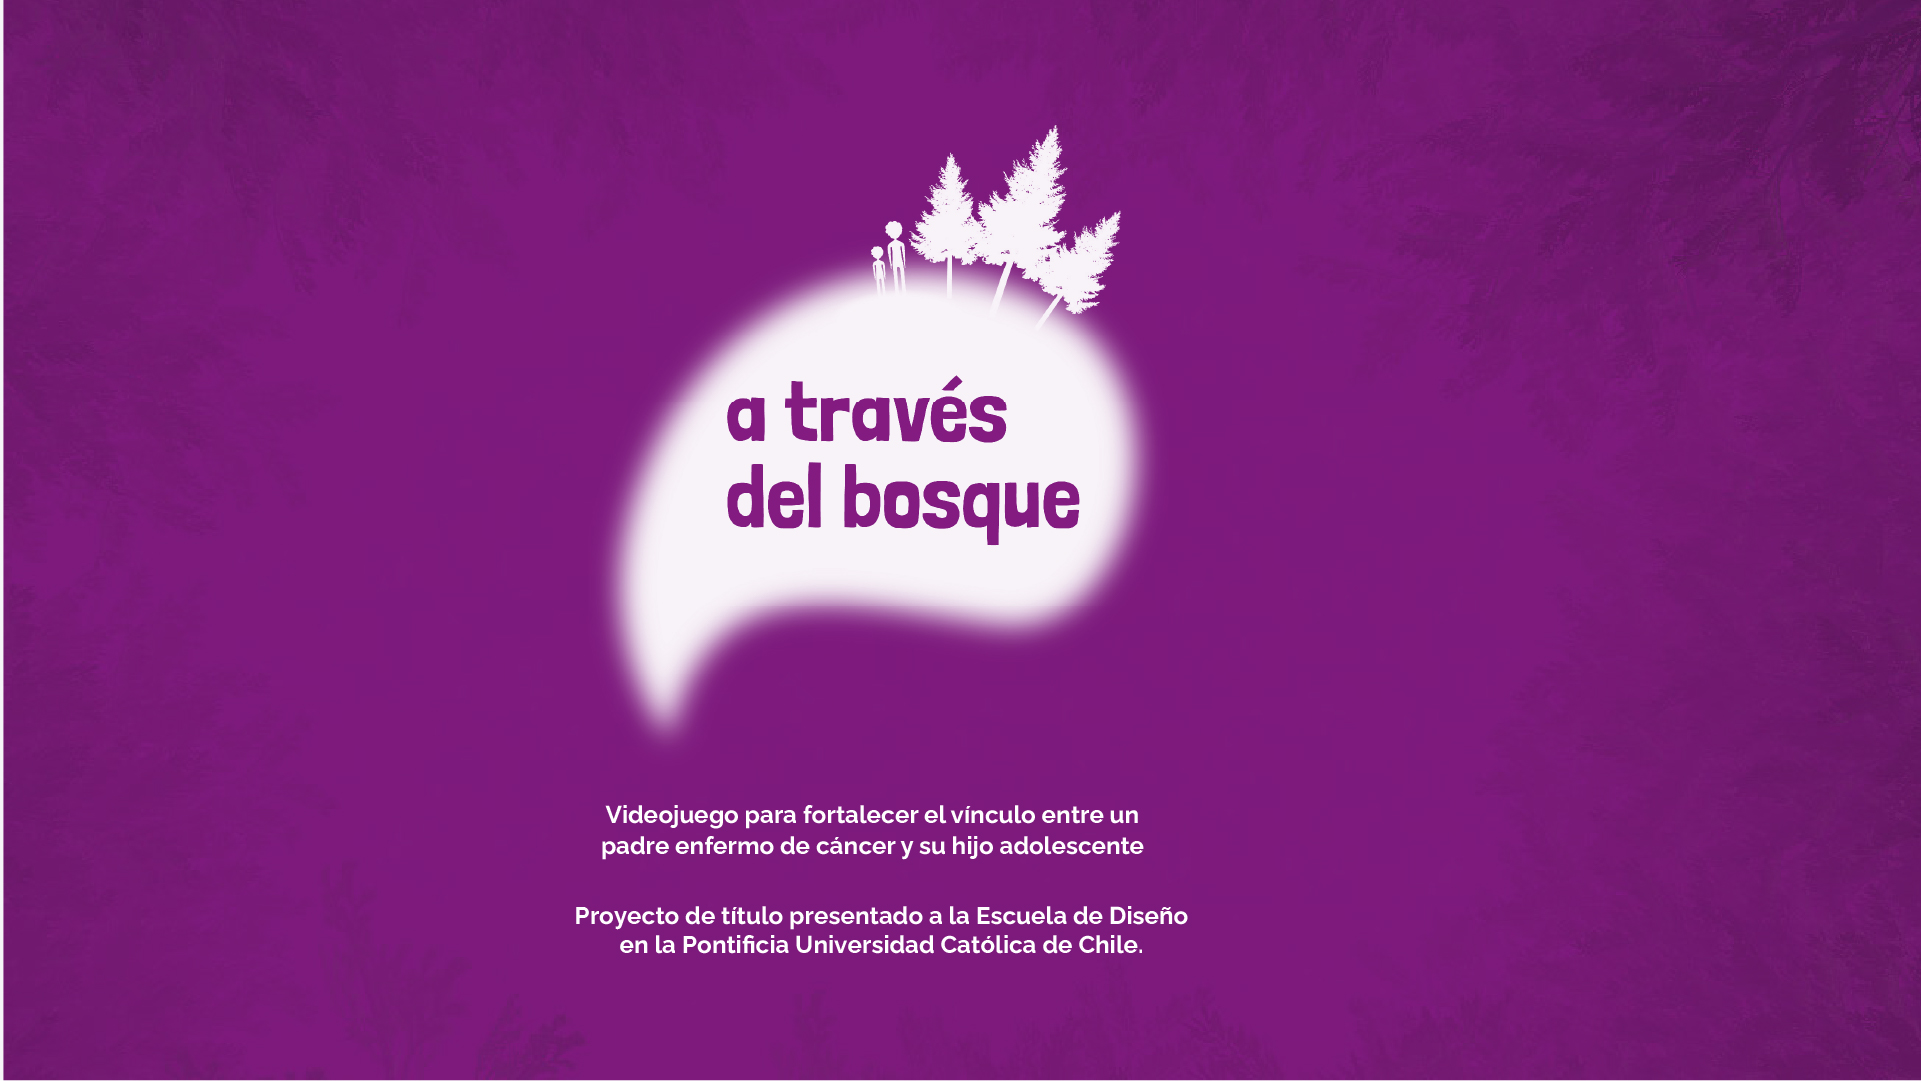 a través
del bosque
Videojuego para fortalecer el vínculo entre un
padre enfermo de cáncer y su hijo adolescente
Proyecto de título presentado a la Escuela de Diseño
en la Pontificia Universidad Católica de Chile.